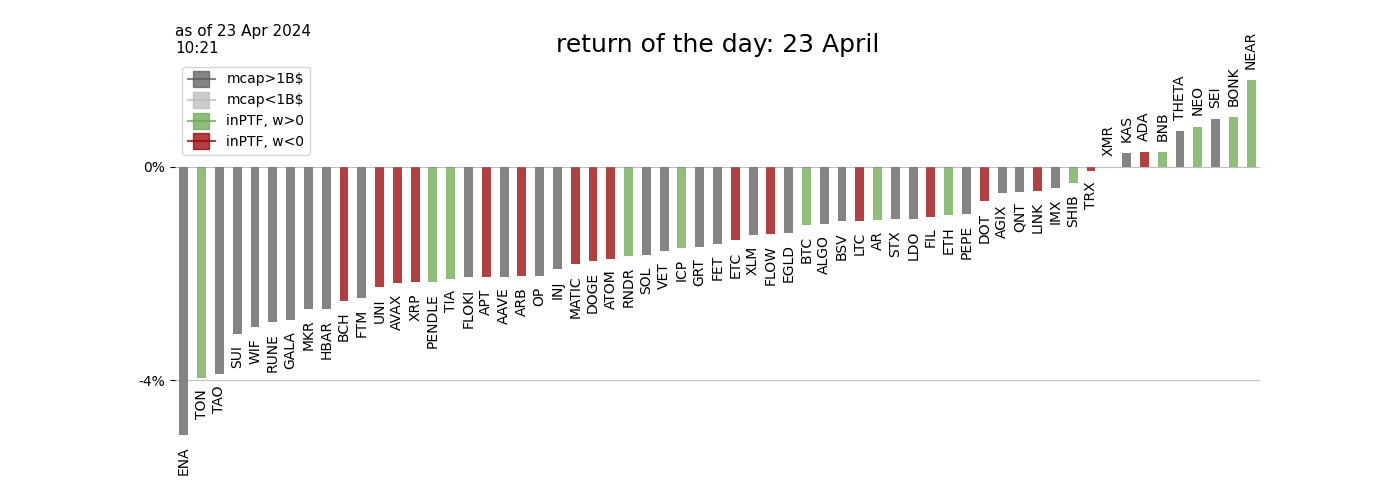 as of 23 Apr 2024
10:21
return of the day: 23 April
mcap>1B$
mcap<1B$
inPTF, w>0
inPTF, w<0
0%
-4%
ENA
TON
TAO
SUI
WIF
RUNE
GALA
MKR
HBAR
BCH
FTM
UNI
AVAX
XRP
PENDLE
TIA
FLOKI
APT
AAVE
ARB
OP
INJ
MATIC
DOGE
ATOM
RNDR
SOL
VET
ICP
GRT
FET
ETC
XLM
FLOW
EGLD
BTC
ALGO
BSV
LTC
AR
STX
LDO
FIL
ETH
PEPE
DOT
AGIX
QNT
LINK
IMX
SHIB
TRX
XMR
KAS
ADA
BNB
THETA
NEO
SEI
BONK
NEAR